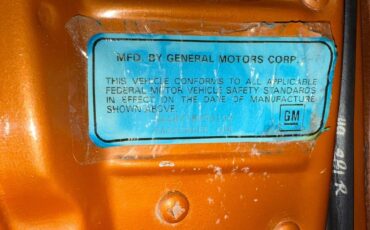 MFD. BY GENERAL MOTORS CORP.
THIS VEHICLE CONFORMS TO ALL APPLICABLE
FEDERAL MOTOR VEHICLE SAFETY STANDARDS
IN EFFECT ON THE DATE OF MANUFACTURE
SHOWN ABOVE.
GM